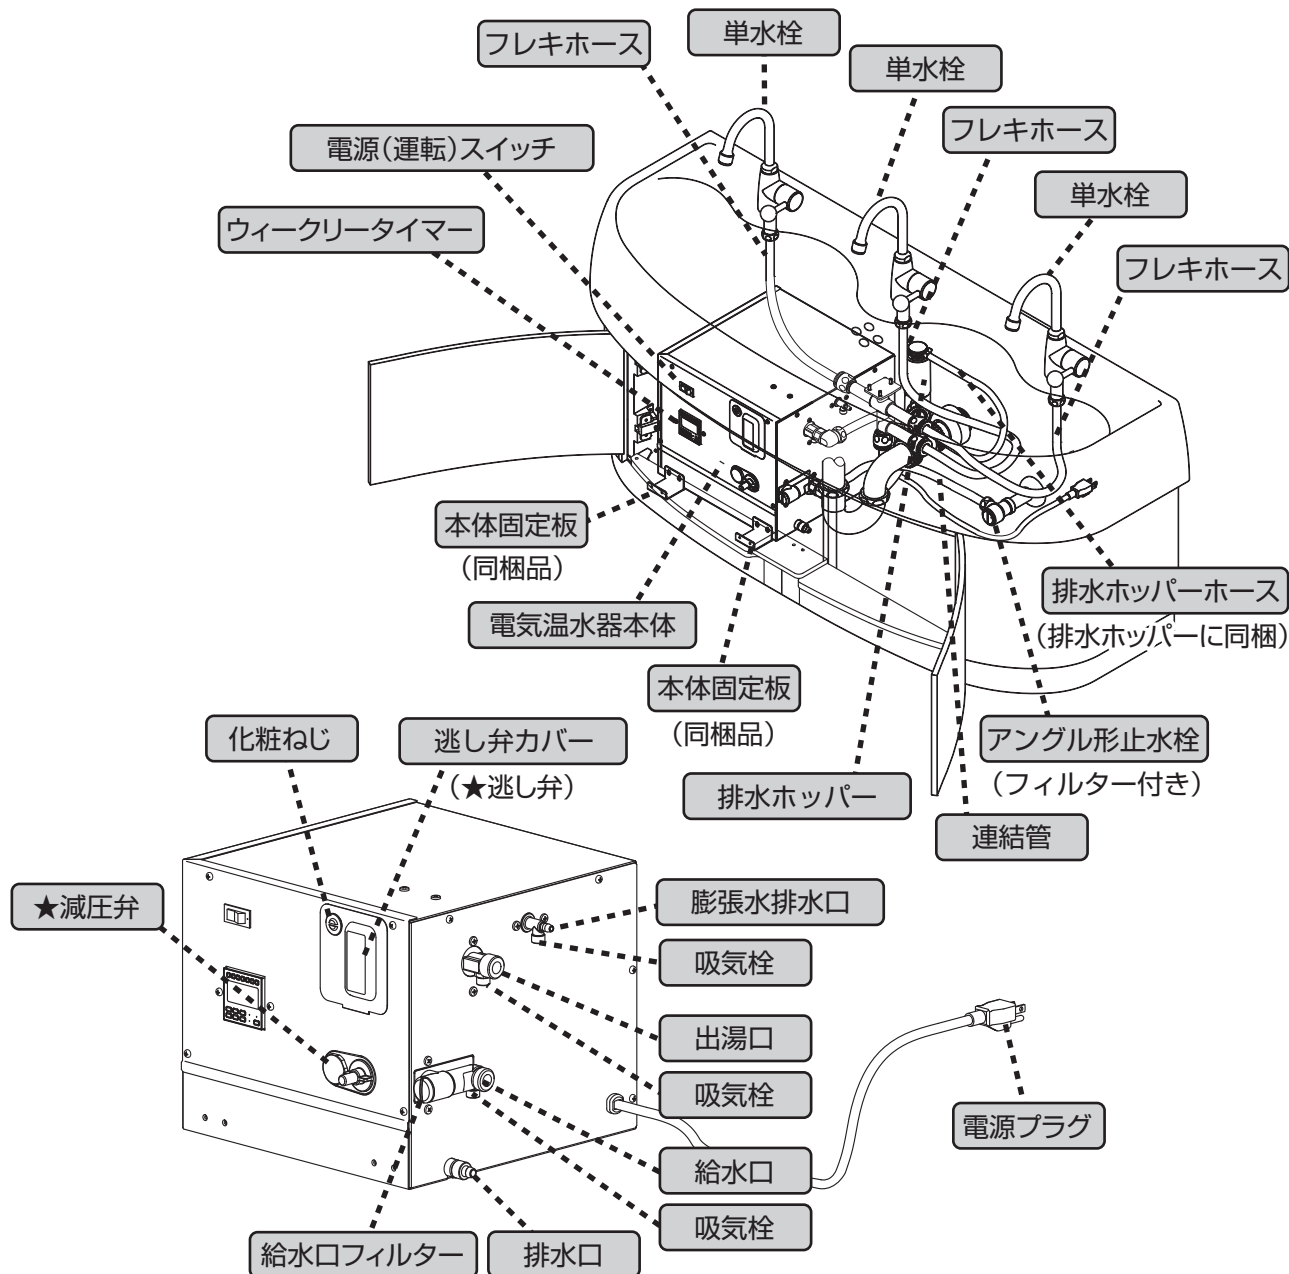 単水栓
フレキホース
単水栓
フレキホース
電源(運転)スイッチ
単水栓
ウィークリータイマー
フレキホース
本体固定板
(同梱品)
排水ホッパーホース
(排水ホッパーに同梱)
電気温水器本体
本体固定板
(同梱品)
アングル形止水栓
(フィルター付き)
排水ホッパー
連結管
化粧ねじ
逃し弁カバー
(★逃し弁)
★減圧弁
膨張水排水口
吸気栓
出湯口
吸気栓
電源プラグ
給水口
吸気栓
給水口フィルター
排水口